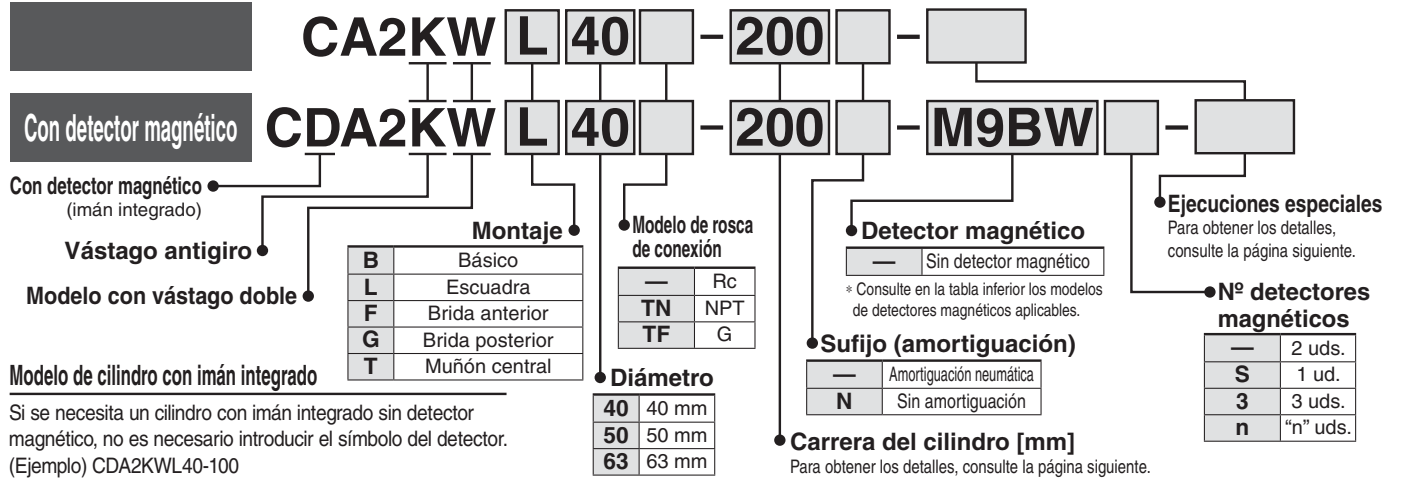 CA2KW L 40 – 200 –
Con detector magnético CDA2KW L 40 – 200 – M9BW –
Con detector magnético
(imán integrado)
Vástago antigiro
Modelo con vástago doble
Montaje
B Básico
L Escuadra
F Brida anterior
G Brida posterior
T Muñón central
Modelo de rosca
de conexión
— Rc
TN NPT
TF G
Diámetro
40 40 mm
50 50 mm
63 63 mm
Detector magnético
— Sin detector magnético
* Consulte en la tabla inferior los modelos
de detectores magnéticos aplicables.
Sufijo (amortiguación)
— Amortiguación neumática
N Sin amortiguación
Carrera del cilindro [mm]
Para obtener los detalles, consulte la página siguiente.
Ejecuciones especiales
Para obtener los detalles,
consulte la página siguiente.
Nº detectores
magnéticos
— 2 uds.
S 1 ud.
3 3 uds.
n “n” uds.
Modelo de cilindro con imán integrado
Si se necesita un cilindro con imán integrado sin detector
magnético, no es necesario introducir el símbolo del detector.
(Ejemplo) CDA2KWL40-100